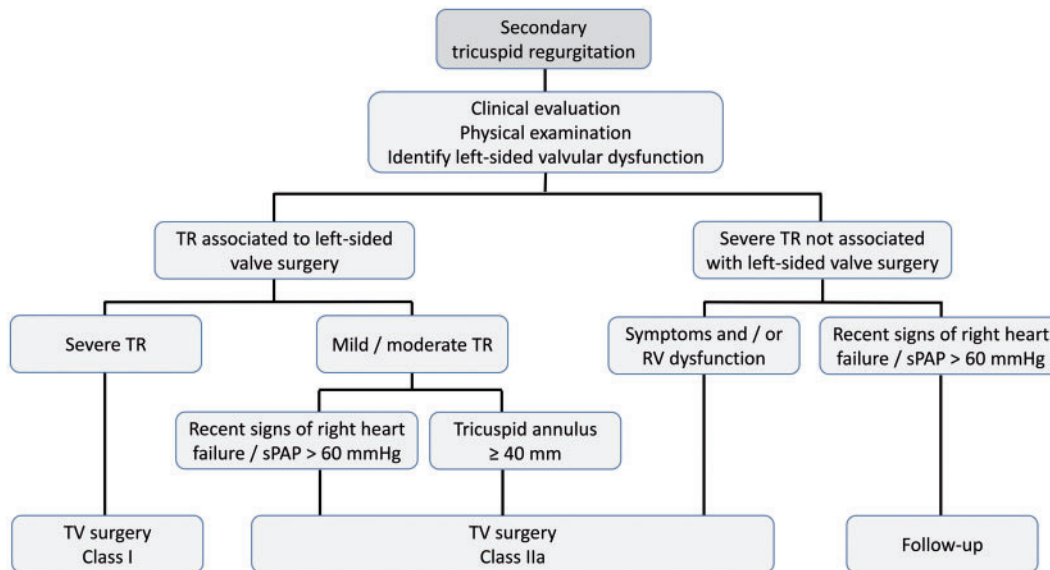 Secondary
tricuspid regurgitation
Clinical evaluation
Physical examination
Identify left-sided valvular dysfunction
TR associated to left-sided
valve surgery
Severe TR not associated
with left-sided valve surgery
Severe TR
Mild / moderate TR
Symptoms and / or
RV dysfunction
Recent signs of right heart
failure / sPAP > 60 mmHg
Recent signs of right heart
failure / sPAP > 60 mmHg
Tricuspid annulus
≥ 40 mm
TV surgery
Class I
TV surgery
Class IIa
Follow-up